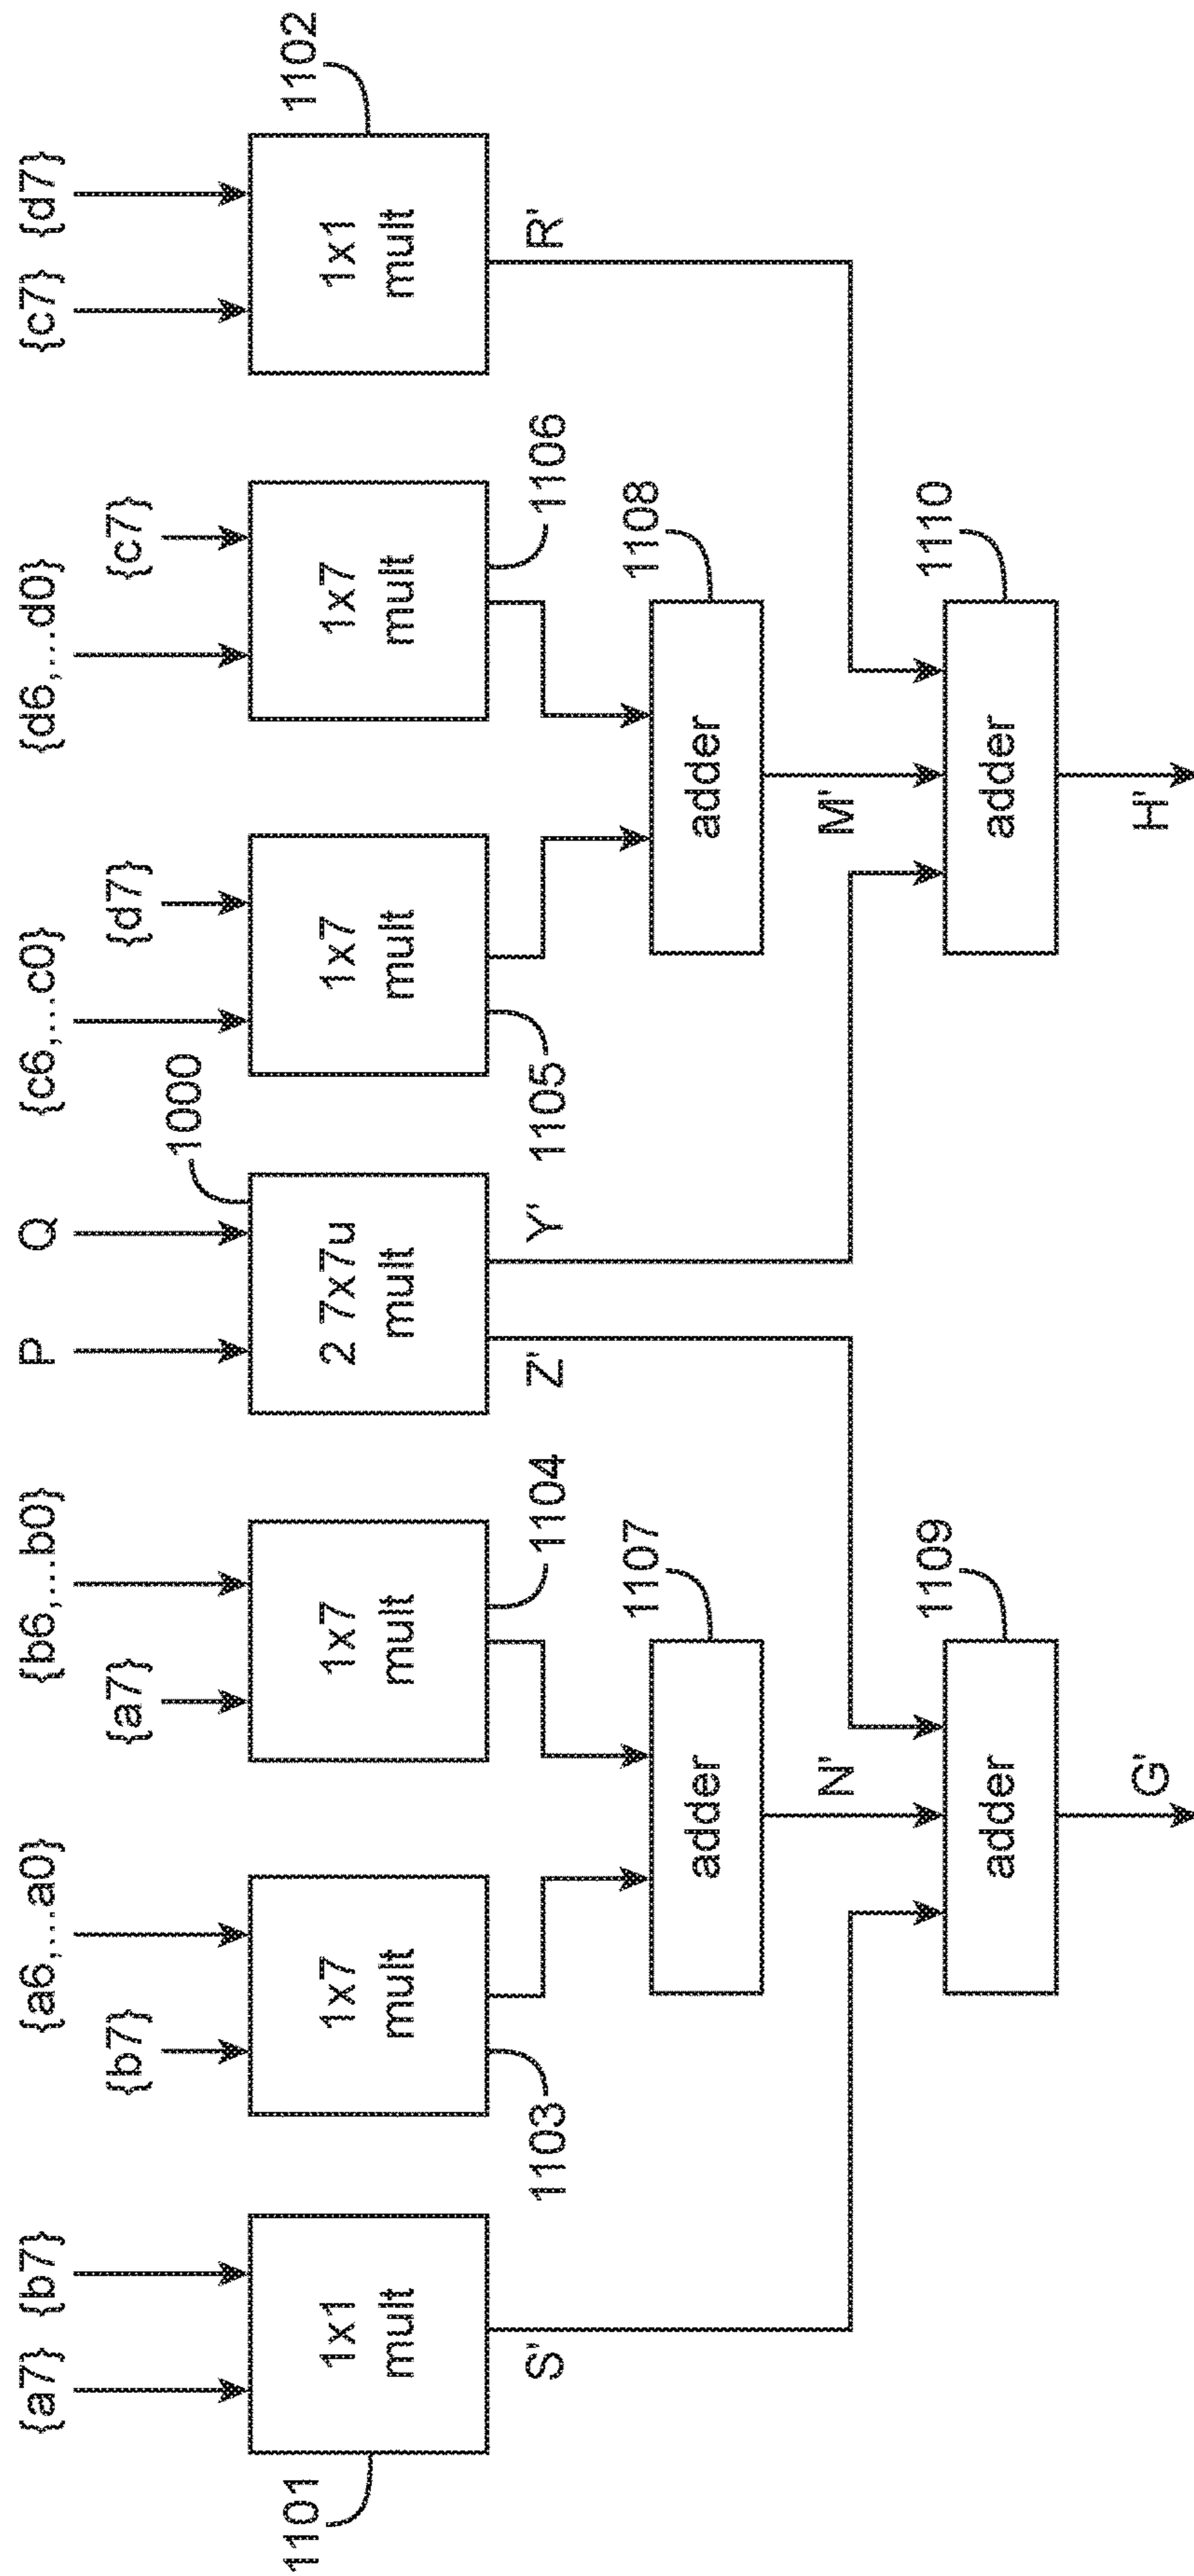 {a7} {b7}
{b7}
{a6,...a0}
{a7}
{b6,...b0}
P
Q
{c6,...c0}
{d7}
{d6,...d0}
{c7}
{c7} {d7}
1101
1x1
mult
1x7
mult
1x7
mult
2 7x7u
mult
1000
1x7
mult
1x7
mult
1x1
mult
1102
S'
1103
1104
Z'
Y'
1105
1106
R'
adder
1107
adder
1108
N'
M'
adder
1109
adder
1110
G'
H'